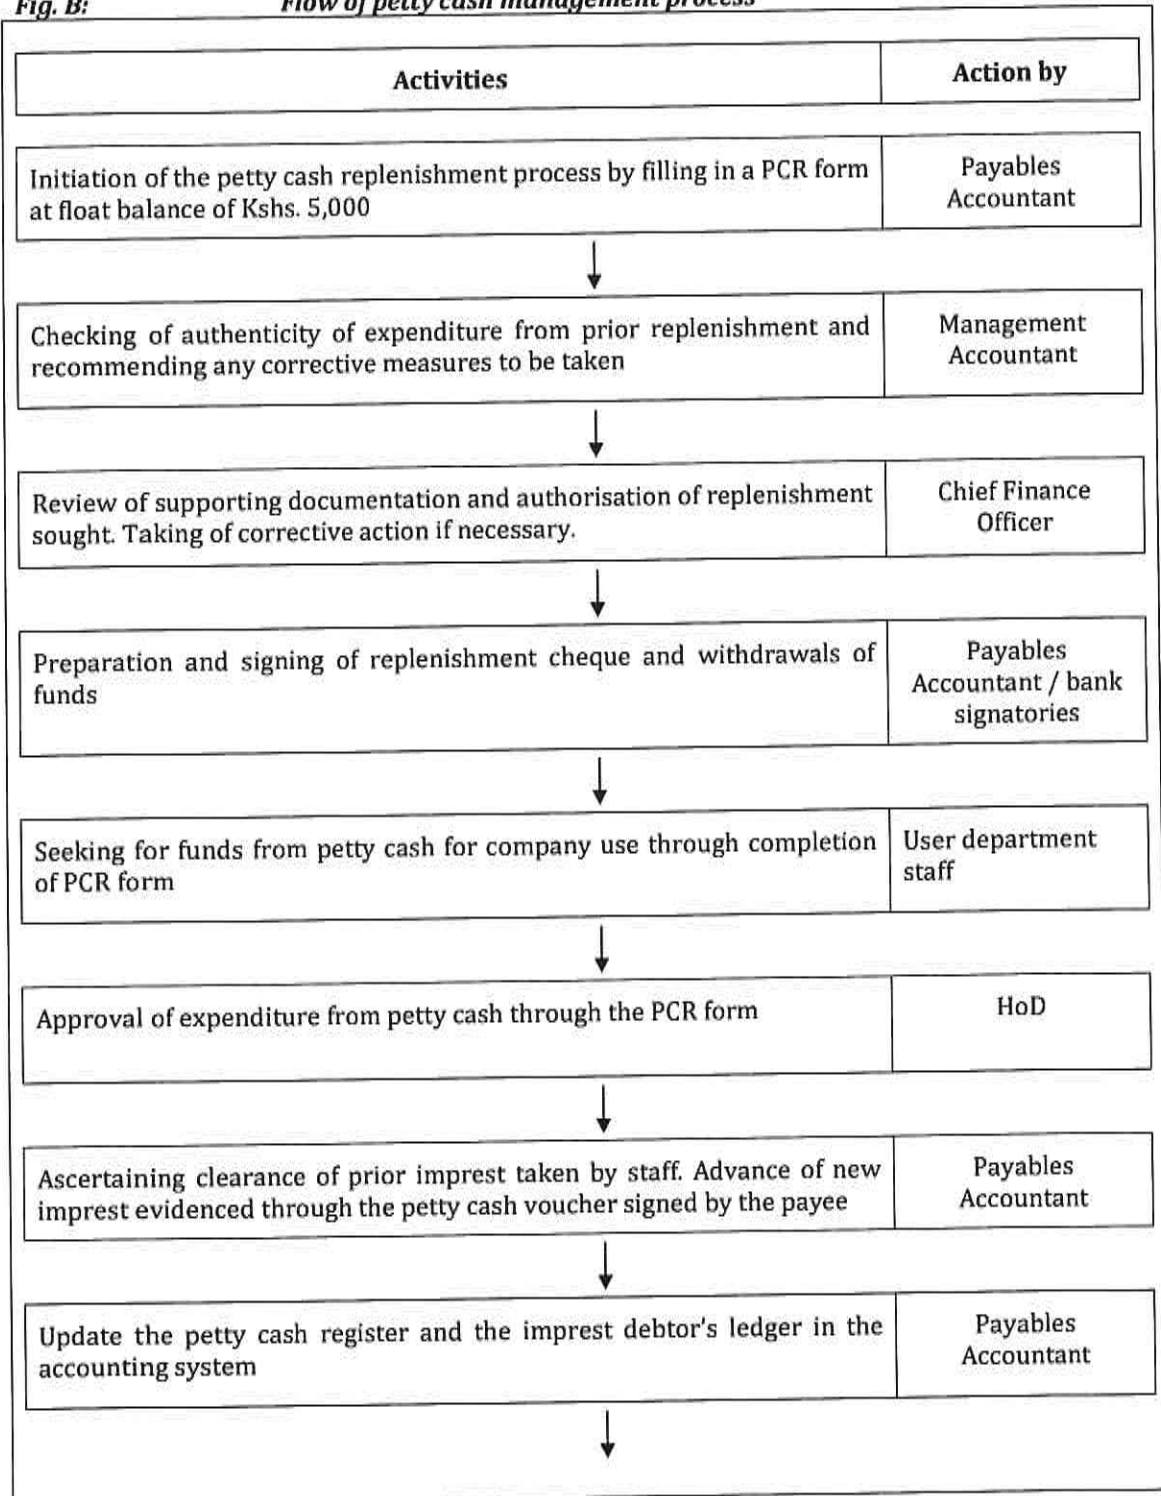 Fig. B: Flow of petty cash management process
Activities Action by
Initiation of the petty cash replenishment process by filling in a PCR form
at float balance of Kshs. 5,000
Payables
Accountant
Checking of authenticity of expenditure from prior replenishment and
recommending any corrective measures to be taken
Management
Accountant
Review of supporting documentation and authorisation of replenishment
sought. Taking of corrective action if necessary.
Chief Finance
Officer
Preparation and signing of replenishment cheque and withdrawals of
funds
Payables
Accountant / bank
signatories
Seeking for funds from petty cash for company use through completion
of PCR form
User department
staff
Approval of expenditure from petty cash through the PCR form
HoD
Ascertaining clearance of prior imprest taken by staff. Advance of new
imprest evidenced through the petty cash voucher signed by the payee
Payables
Accountant
Update the petty cash register and the imprest debtor's ledger in the
accounting system
Payables
Accountant